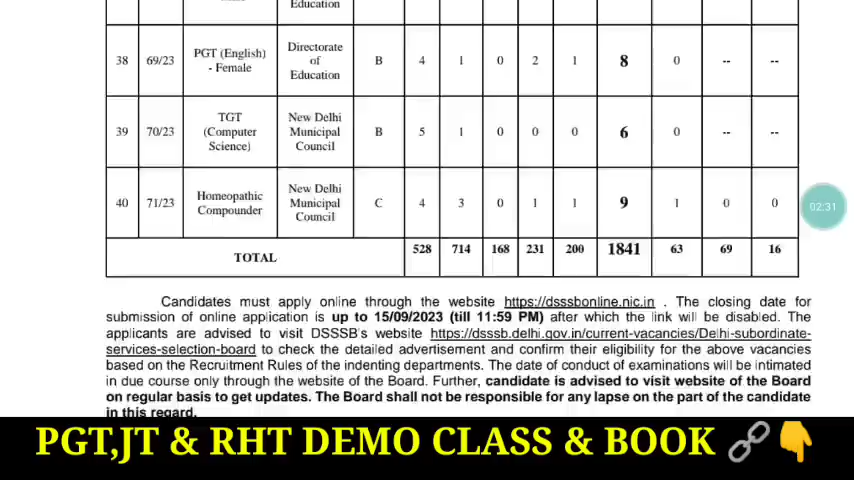 Education
38 69/23 PGT (English) - Female Directorate of Education B 4 1 0 2 1 8 0 -- --
39 70/23 TGT (Computer Science) New Delhi Municipal Council B 5 1 0 0 0 6 0 -- --
40 71/23 Homeopathic Compounder New Delhi Municipal Council C 4 3 0 1 1 9 1 0 0
TOTAL 528 714 168 231 200 1841 63 69 16
02:31
Candidates must apply online through the website https://dsssbonline.nic.in . The closing date for
submission of online application is up to 15/09/2023 (till 11:59 PM) after which the link will be disabled. The
applicants are advised to visit DSSSB's website https://dsssb.delhi.gov.in/current-vacancies/Delhi-subordinate-
services-selection-board to check the detailed advertisement and confirm their eligibility for the above vacancies
based on the Recruitment Rules of the indenting departments. The date of conduct of examinations will be intimated
in due course only through the website of the Board. Further, candidate is advised to visit website of the Board
on regular basis to get updates. The Board shall not be responsible for any lapse on the part of the candidate
in this regard.
PGT,JT & RHT DEMO CLASS & BOOK 🔗👇